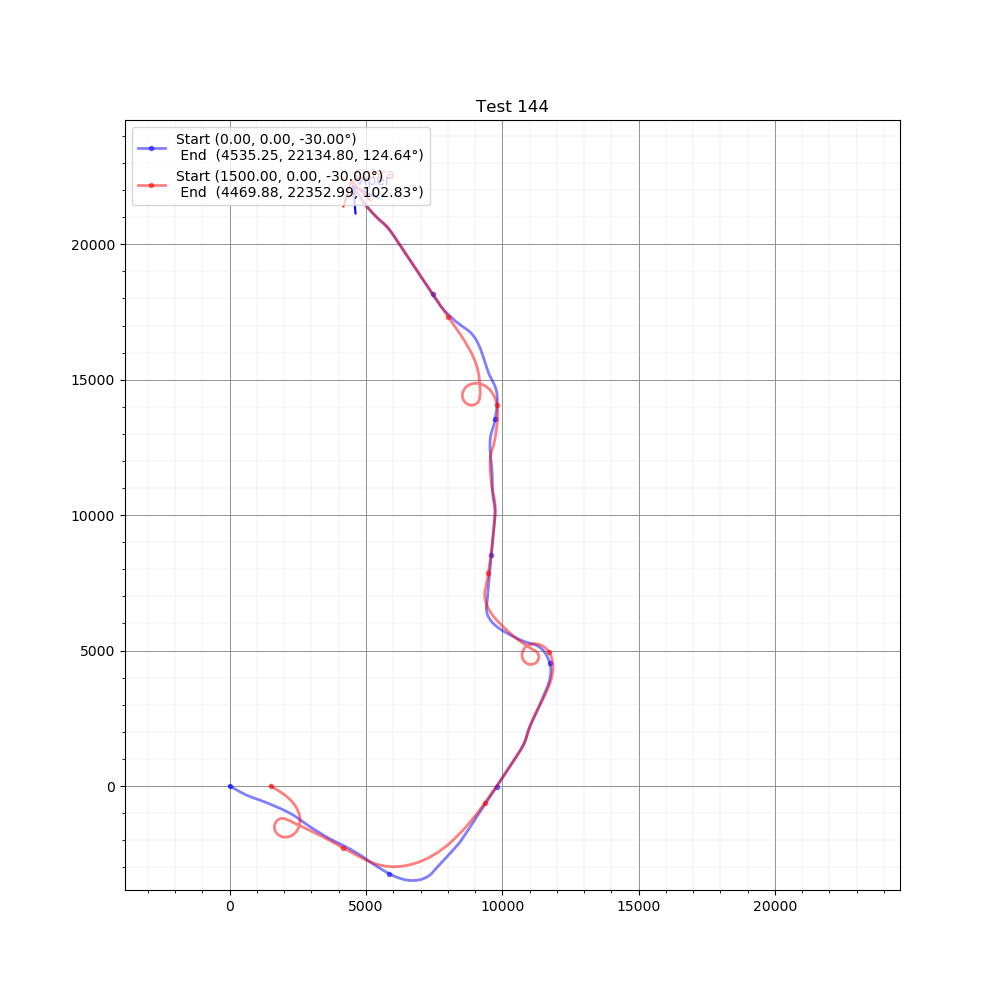 Test 144
Start (0.00, 0.00, -30.00°)
End (4535.25, 22134.80, 124.64°)
Start (1500.00, 0.00, -30.00°)
End (4469.88, 22352.99, 102.83°)
20000
15000
10000
5000
0
0 5000 10000 15000 20000